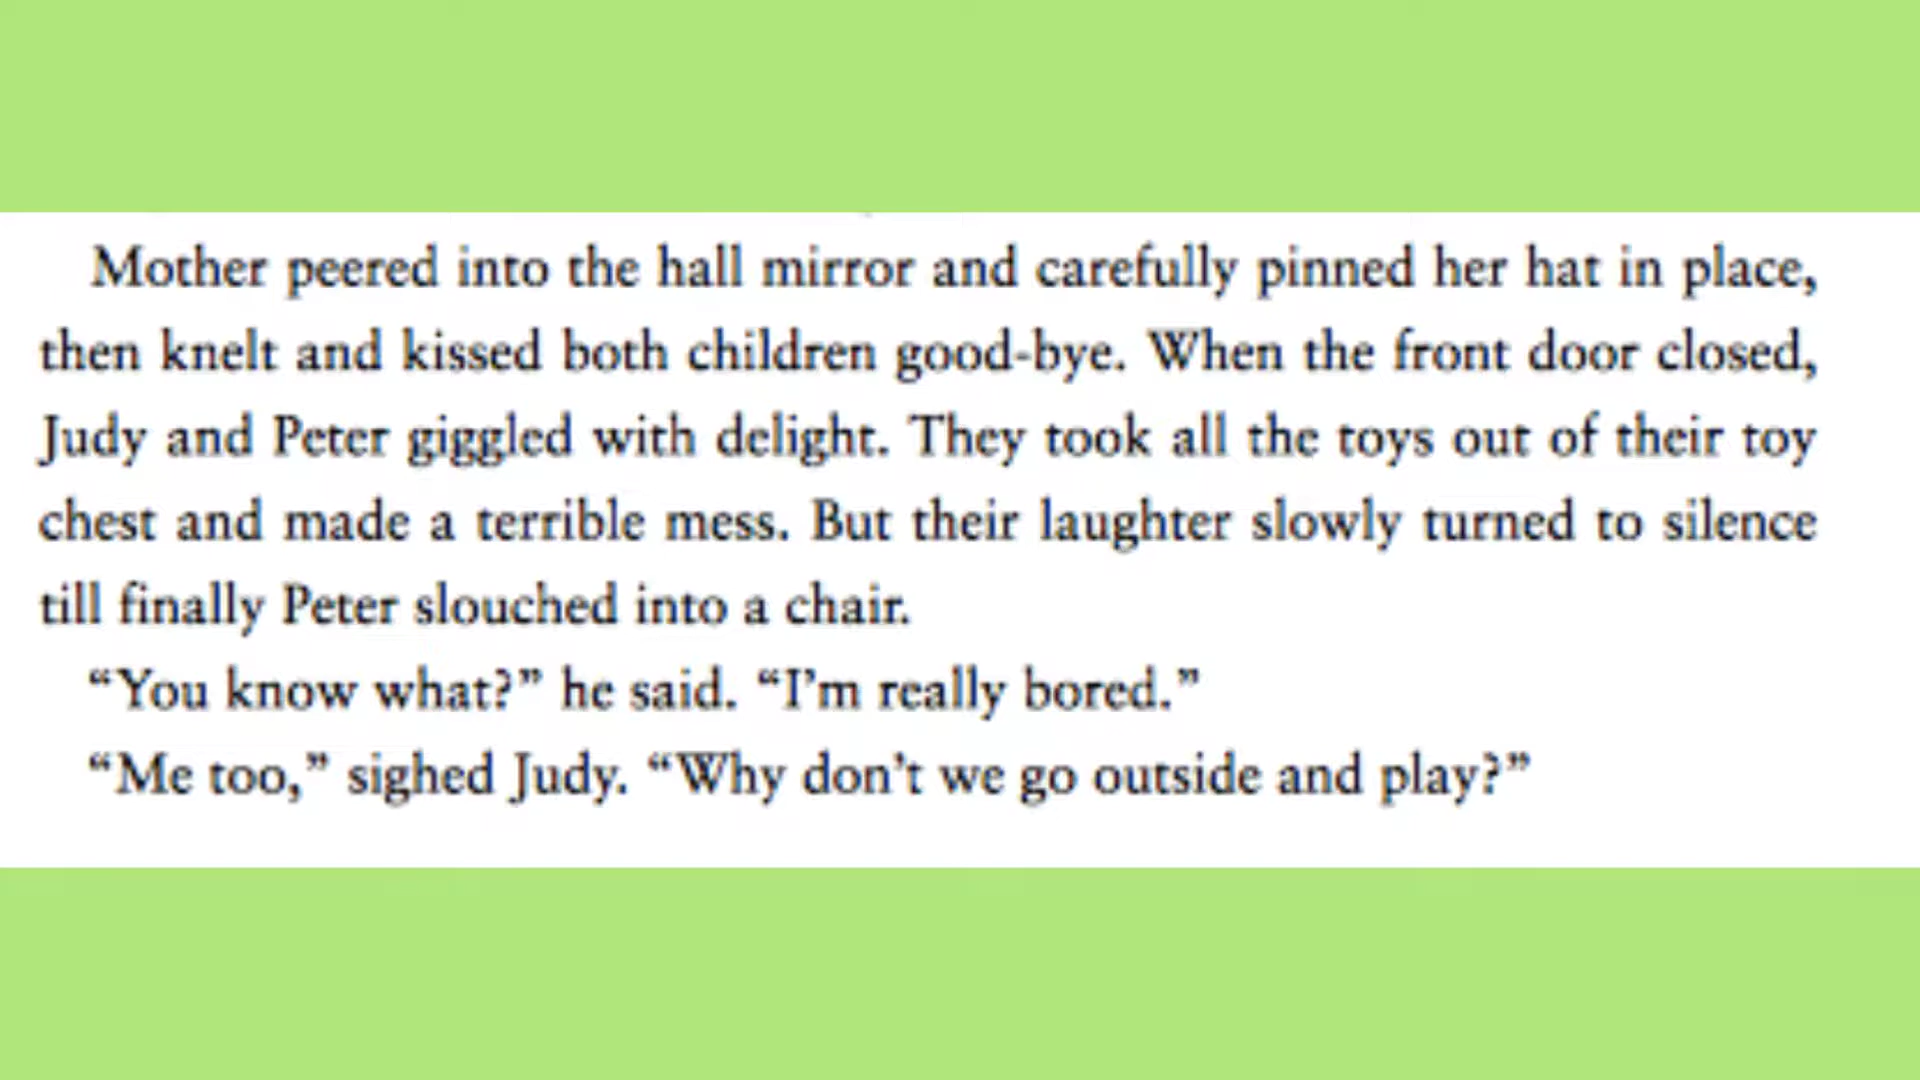 Mother peered into the hall mirror and carefully pinned her hat in place,
then knelt and kissed both children good-bye. When the front door closed,
Judy and Peter giggled with delight. They took all the toys out of their toy
chest and made a terrible mess. But their laughter slowly turned to silence
till finally Peter slouched into a chair.
“You know what?” he said. “I’m really bored.”
“Me too,” sighed Judy. “Why don’t we go outside and play?”